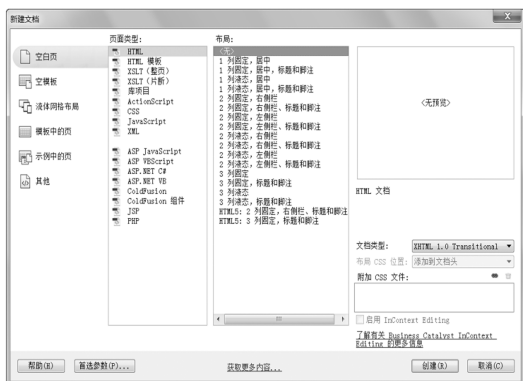 新建文档
X
空白页
空模板
流体网格布局
模板中的页
示例中的页
其他
页面类型:
HTML
HTML 模板
XSLT (整页)
XSLT (片断)
库项目
ActionScript
CSS
JavaScript
XML
ASP JavaScript
ASP VBScript
ASP.NET C#
ASP.NET VB
ColdFusion
ColdFusion 组件
JSP
PHP
布局:
<无>
1 列固定,居中
1 列固定,居中,标题和脚注
1 列液态,居中
1 列液态,居中,标题和脚注
2 列固定,右侧栏
2 列固定,右侧栏、标题和脚注
2 列固定,左侧栏
2 列固定,左侧栏、标题和脚注
2 列液态,右侧栏
2 列液态,右侧栏、标题和脚注
2 列液态,左侧栏
2 列液态,左侧栏、标题和脚注
3 列固定
3 列固定,标题和脚注
3 列液态
3 列液态,标题和脚注
HTML5: 2 列固定,右侧栏、标题和脚注
HTML5: 3 列固定,标题和脚注
<无预览>
HTML 文档
文档类型: XHTML 1.0 Transitional
布局 CSS 位置: 添加到文档头
附加 CSS 文件:
启用 InContext Editing
了解有关 Business Catalyst InContext
Editing 的更多信息
帮助(H)
首选参数(P)...
获取更多内容...
创建(R)
取消(C)